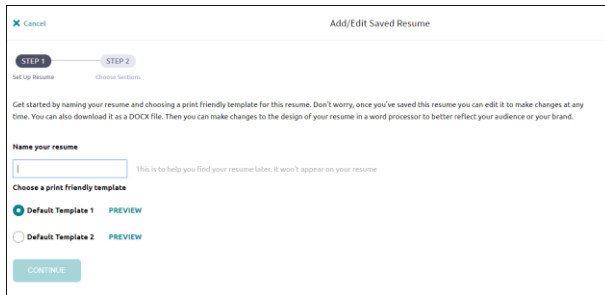 ✕ Cancel
Add/Edit Saved Resume
STEP 1
STEP 2
Set Up Resume
Choose Sections
Get started by naming your resume and choosing a print friendly template for this resume. Don't worry, once you've saved this resume you can edit it to make changes at any
time. You can also download it as a DOCX file. Then you can make changes to the design of your resume in a word processor to better reflect your audience or your brand.
Name your resume
This is to help you find your resume later. It won't appear on your resume
Choose a print friendly template
Default Template 1 PREVIEW
Default Template 2 PREVIEW
CONTINUE